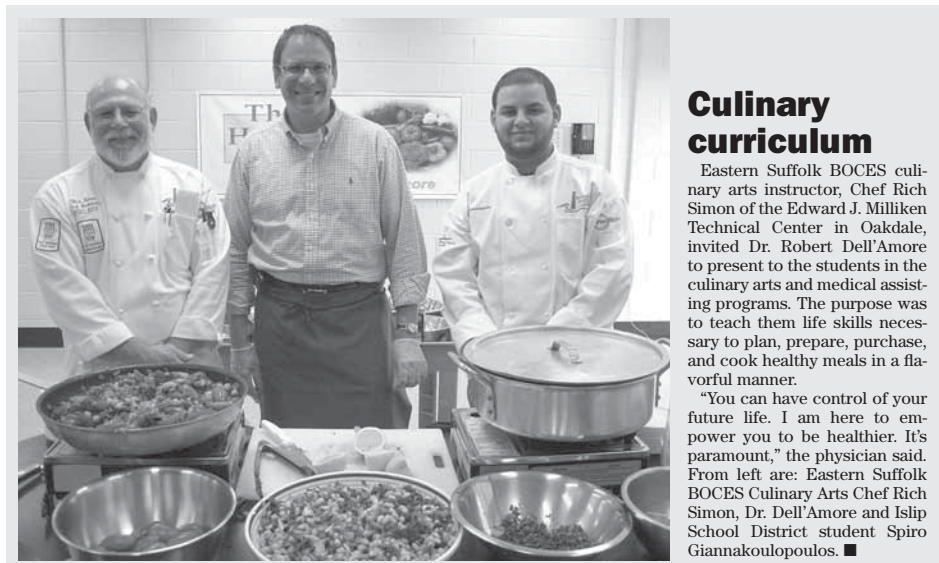 Th
H
core
Culinary
curriculum
Eastern Suffolk BOCES culi-
nary arts instructor, Chef Rich
Simon of the Edward J. Milliken
Technical Center in Oakdale,
invited Dr. Robert Dell’Amore
to present to the students in the
culinary arts and medical assist-
ing programs. The purpose was
to teach them life skills neces-
sary to plan, prepare, purchase,
and cook healthy meals in a fla-
vorful manner.
“You can have control of your
future life. I am here to em-
power you to be healthier. It’s
paramount,” the physician said.
From left are: Eastern Suffolk
BOCES Culinary Arts Chef Rich
Simon, Dr. Dell’Amore and Islip
School District student Spiro
Giannakoulopoulos. ■